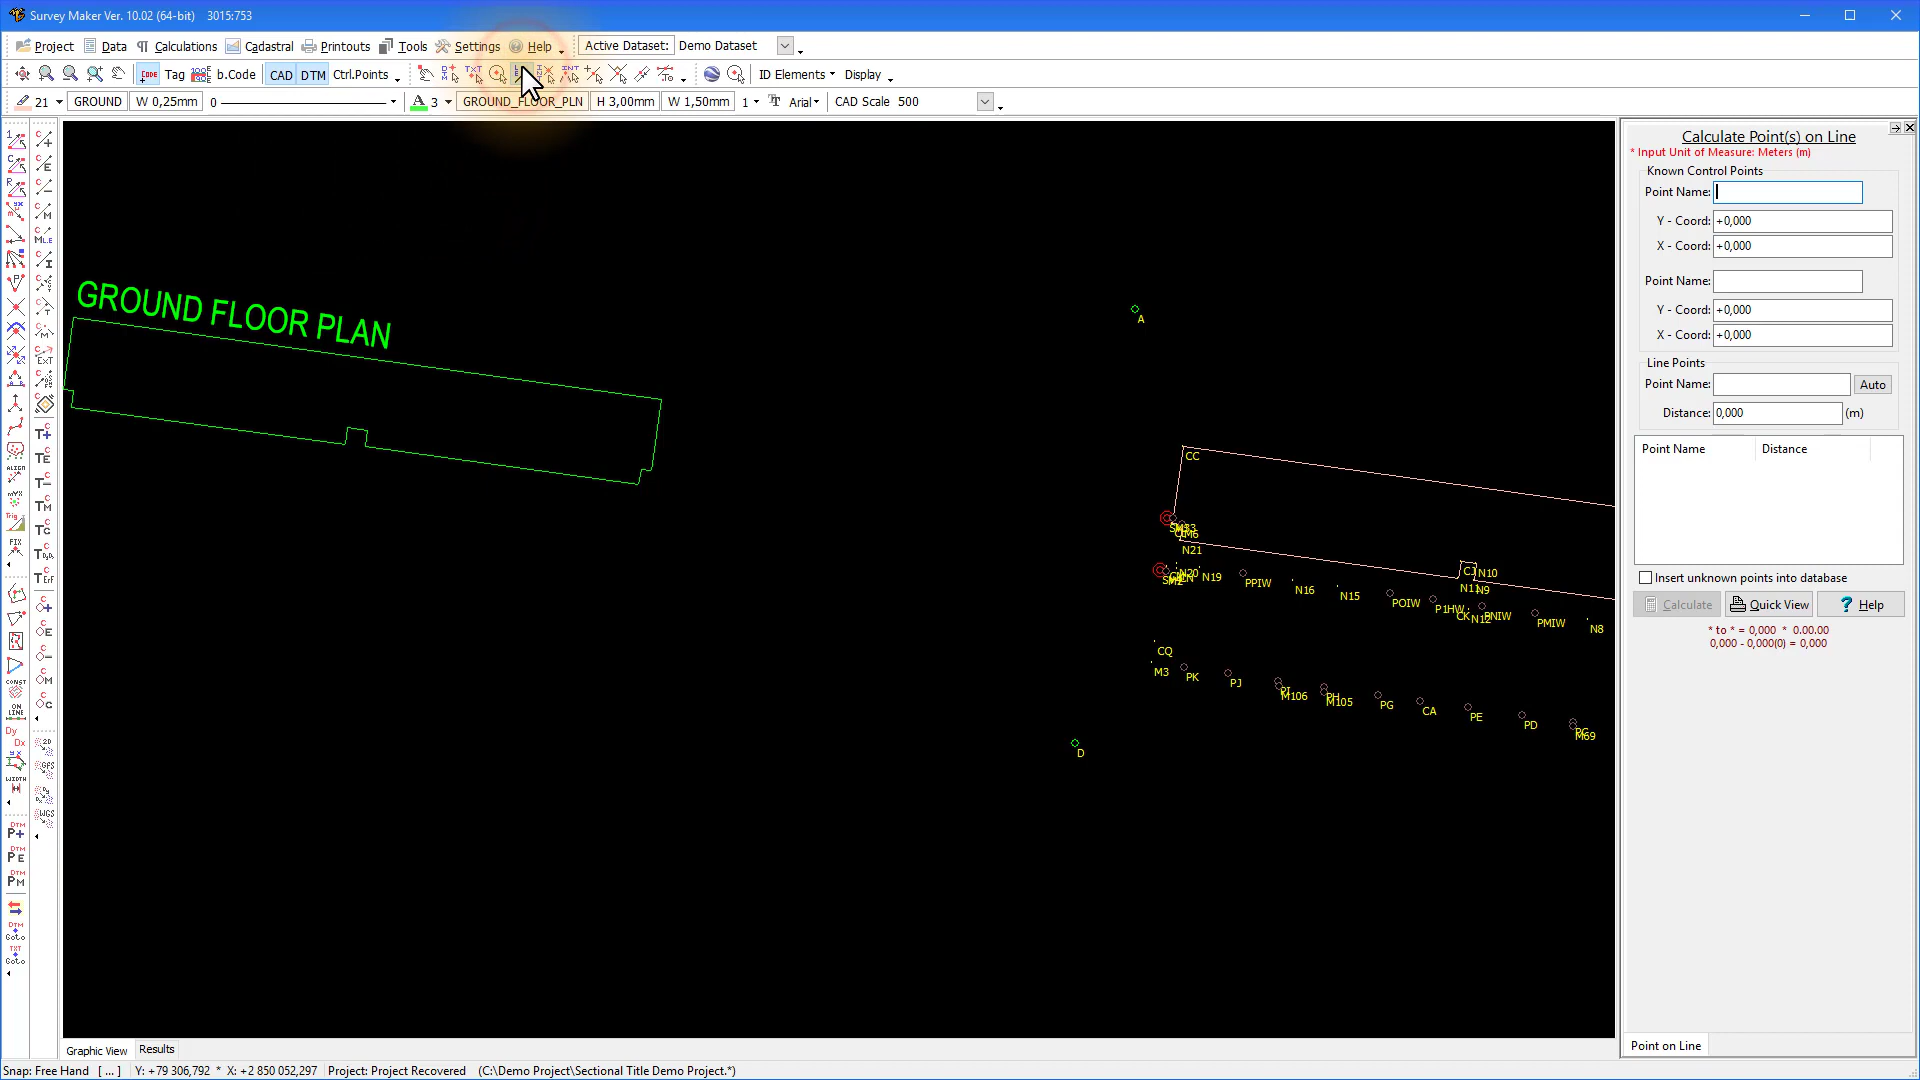 Survey Maker Ver. 10.02 (64-bit)    3015:753
Project Data Calculations Cadastral Printouts Tools Settings Help Active Dataset: Demo Dataset
CODE Tag b.Code CAD DTM Ctrl.Points ID Elements Display
21 GROUND W 0,25mm 0 A 3 GROUND_FLOOR_PLN H 3,00mm W 1,50mm 1 Arial CAD Scale 500
GROUND FLOOR PLAN
A
CC
N21
N19
PPIW
N16
N15
POIW
CJ N10
PMIW
N8
CQ
M3
PK
PJ
M106
PH
M105
PG
CA
PE
PD
M69
D
Calculate Point(s) on Line
* Input Unit of Measure: Meters (m)
Known Control Points
Point Name:
Y - Coord: +0,000
X - Coord: +0,000
Point Name:
Y - Coord: +0,000
X - Coord: +0,000
Line Points
Point Name: Auto
Distance: 0,000 (m)
Point Name Distance
Insert unknown points into database
Calculate Quick View ? Help
* to * = 0,000 * 0.00.00
0,000 - 0,000(0) = 0,000
Point on Line
Graphic View Results
Snap: Free Hand [ ... ] Y: +79 306,792 * X: +2 850 052,297 Project: Project Recovered (C:\Demo Project\Sectional Title Demo Project.*)